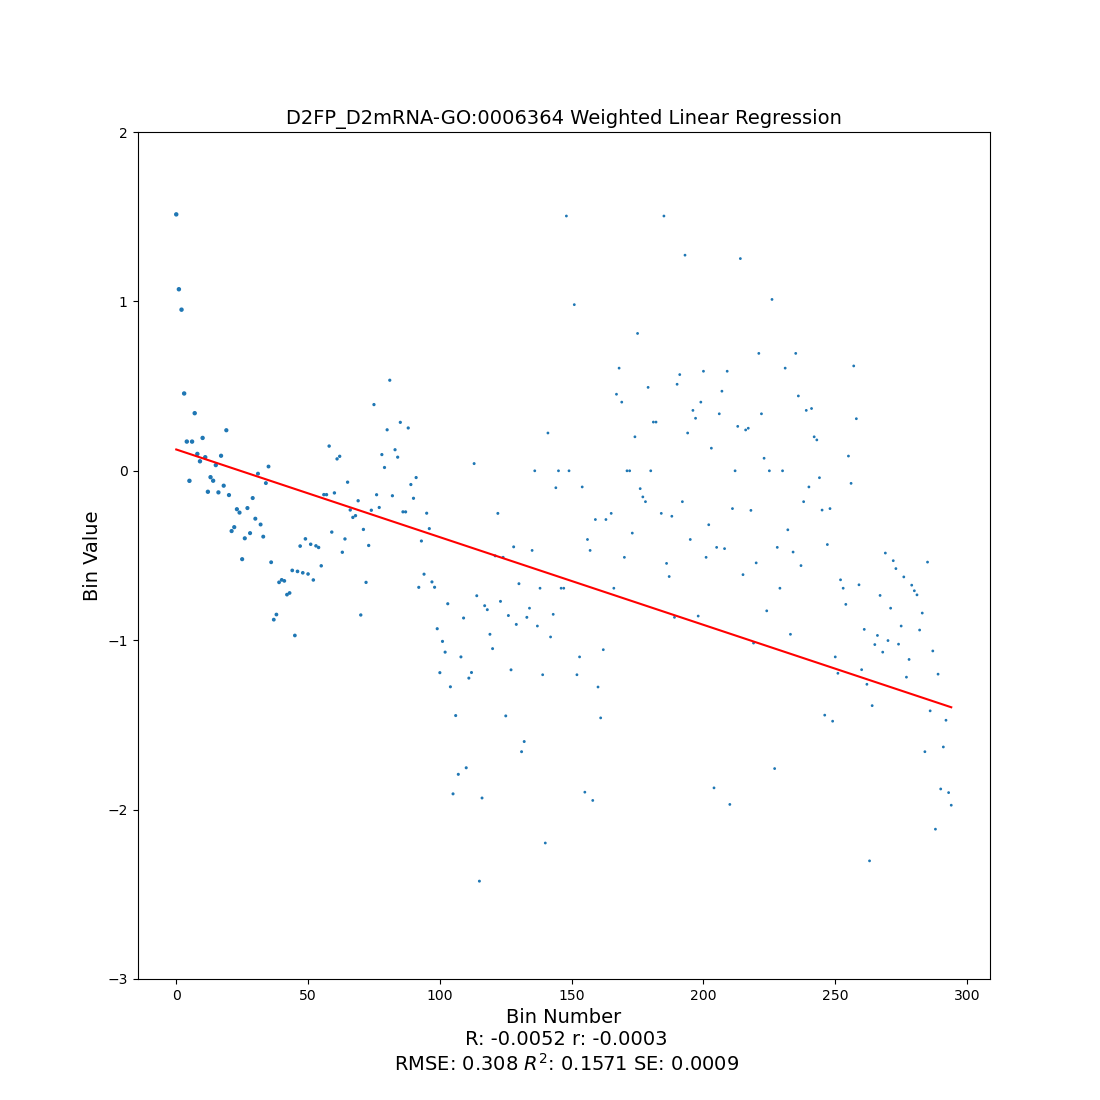 D2FP_D2mRNA-GO:0006364 Weighted Linear Regression
2
1
0
−1
−2
−3
Bin Value
0 50 100 150 200 250 300
Bin Number
R: -0.0052 r: -0.0003
RMSE: 0.308 R²: 0.1571 SE: 0.0009